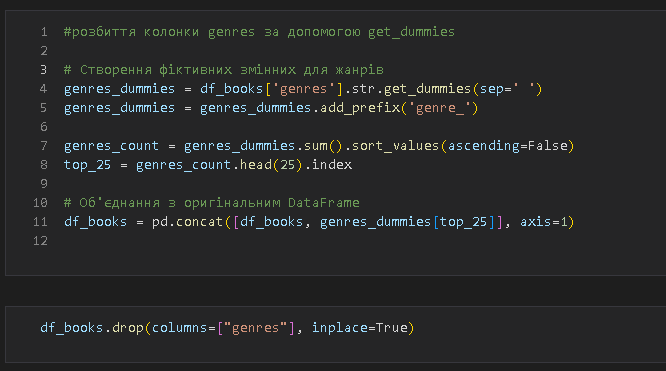 1 #розбиття колонки genres за допомогою get_dummies
2
3 # Створення фіктивних змінних для жанрів
4 genres_dummies = df_books['genres'].str.get_dummies(sep=' ')
5 genres_dummies = genres_dummies.add_prefix('genre_')
6
7 genres_count = genres_dummies.sum().sort_values(ascending=False)
8 top_25 = genres_count.head(25).index
9
10 # Об'єднання з оригінальним DataFrame
11 df_books = pd.concat([df_books, genres_dummies[top_25]], axis=1)
12
df_books.drop(columns=["genres"], inplace=True)